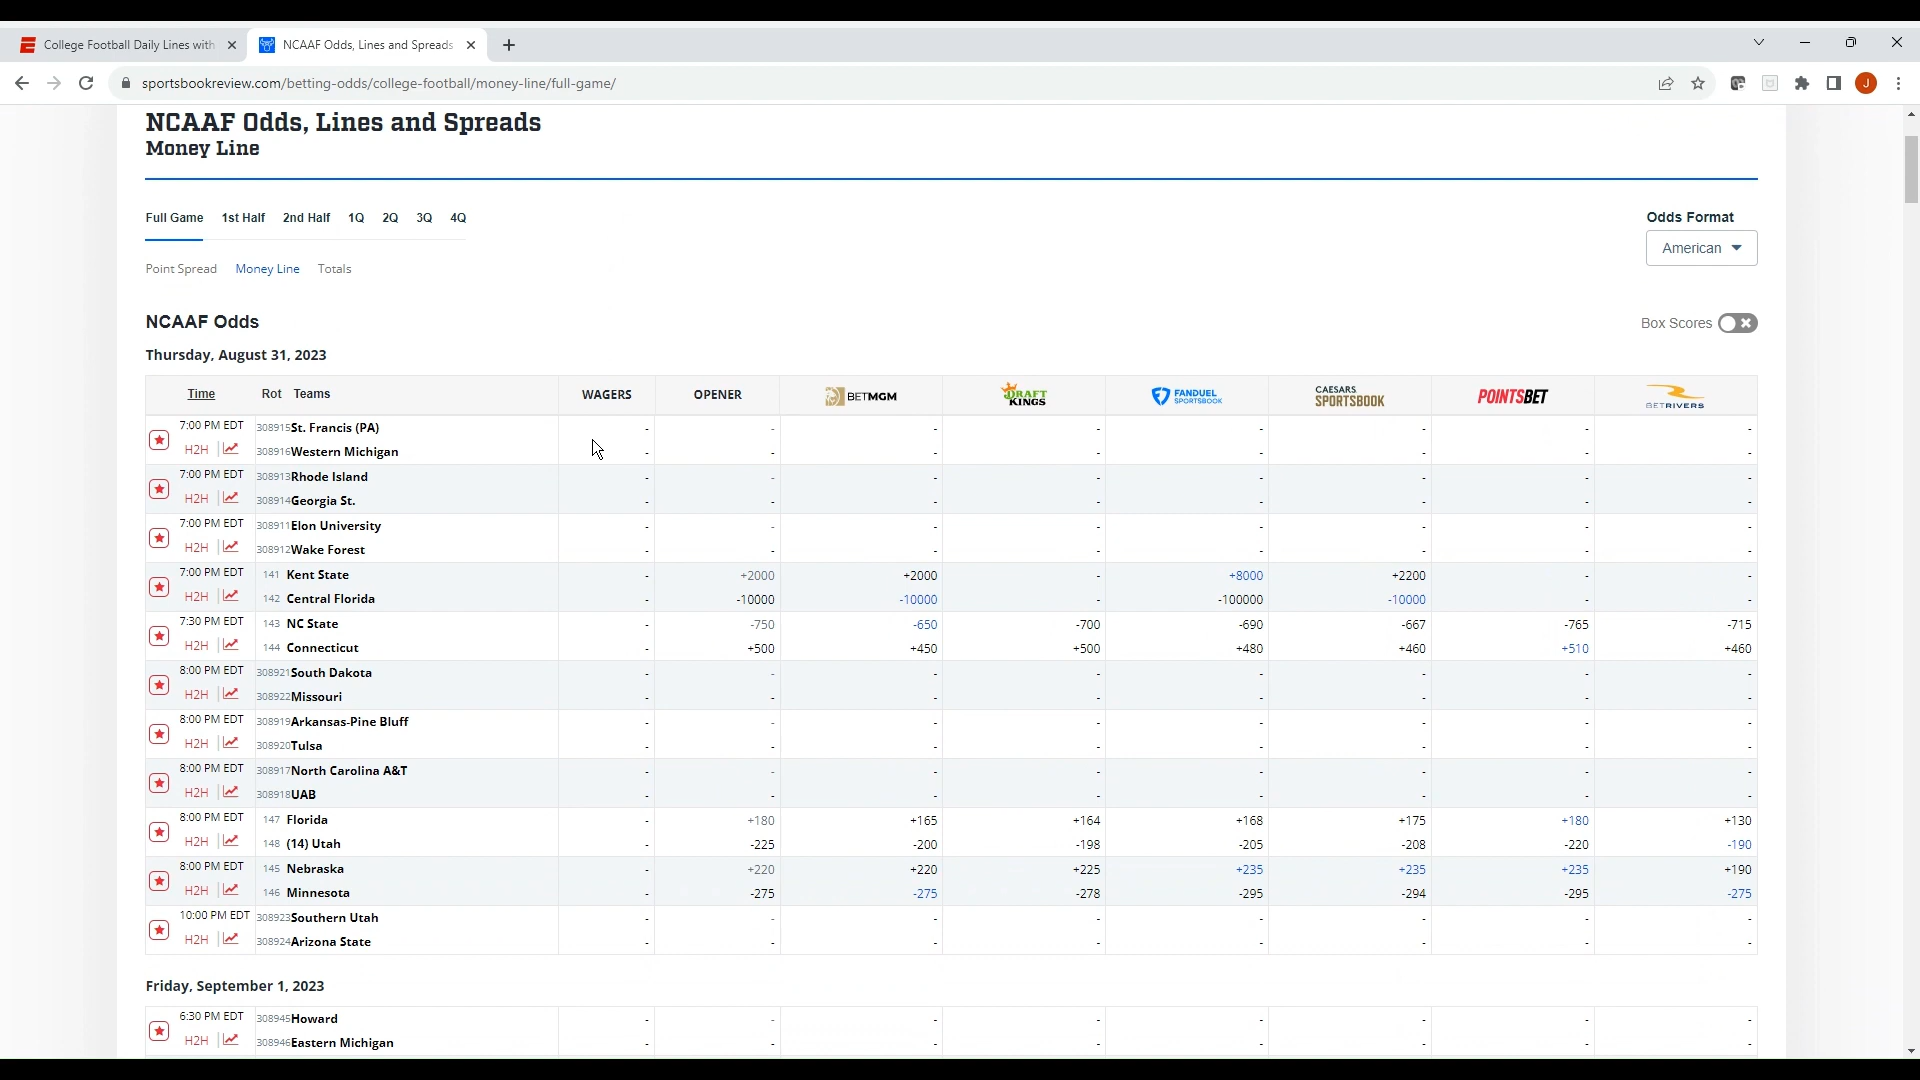 College Football Daily Lines with
NCAAF Odds, Lines and Spreads
sportsbookreview.com/betting-odds/college-football/money-line/full-game/
J
NCAAF Odds, Lines and Spreads
Money Line
Full Game 1st Half 2nd Half 1Q 2Q 3Q 4Q
Odds Format
American
Point Spread Money Line Totals
NCAAF Odds
Box Scores
Thursday, August 31, 2023
Time Rot Teams WAGERS OPENER BETMGM DRAFT KINGS FANDUEL SPORTSBOOK CAESARS SPORTSBOOK POINTSBET BETRIVERS
7:00 PM EDT 308915 St. Francis (PA) - - - - - - - -
H2H 308916 Western Michigan - - - - - - - -
7:00 PM EDT 308913 Rhode Island - - - - - - - -
H2H 308914 Georgia St. - - - - - - - -
7:00 PM EDT 308911 Elon University - - - - - - - -
H2H 308912 Wake Forest - - - - - - - -
7:00 PM EDT 141 Kent State - +2000 +2000 - +8000 +2200 - -
H2H 142 Central Florida - -10000 -10000 - -100000 -10000 - -
7:30 PM EDT 143 NC State - -750 -650 -700 -690 -667 -765 -715
H2H 144 Connecticut - +500 +450 +500 +480 +460 +510 +460
8:00 PM EDT 308921 South Dakota - - - - - - - -
H2H 308922 Missouri - - - - - - - -
8:00 PM EDT 308919 Arkansas-Pine Bluff - - - - - - - -
H2H 308920 Tulsa - - - - - - - -
8:00 PM EDT 308917 North Carolina A&T - - - - - - - -
H2H 308918 UAB - - - - - - - -
8:00 PM EDT 147 Florida - +180 +165 +164 +168 +175 +180 +130
H2H 148 (14) Utah - -225 -200 -198 -205 -208 -220 -190
8:00 PM EDT 145 Nebraska - +220 +220 +225 +235 +235 +235 +190
H2H 146 Minnesota - -275 -275 -278 -295 -294 -295 -275
10:00 PM EDT 308923 Southern Utah - - - - - - - -
H2H 308924 Arizona State - - - - - - - -
Friday, September 1, 2023
6:30 PM EDT 308945 Howard - - - - - - - -
H2H 308946 Eastern Michigan - - - - - - - -